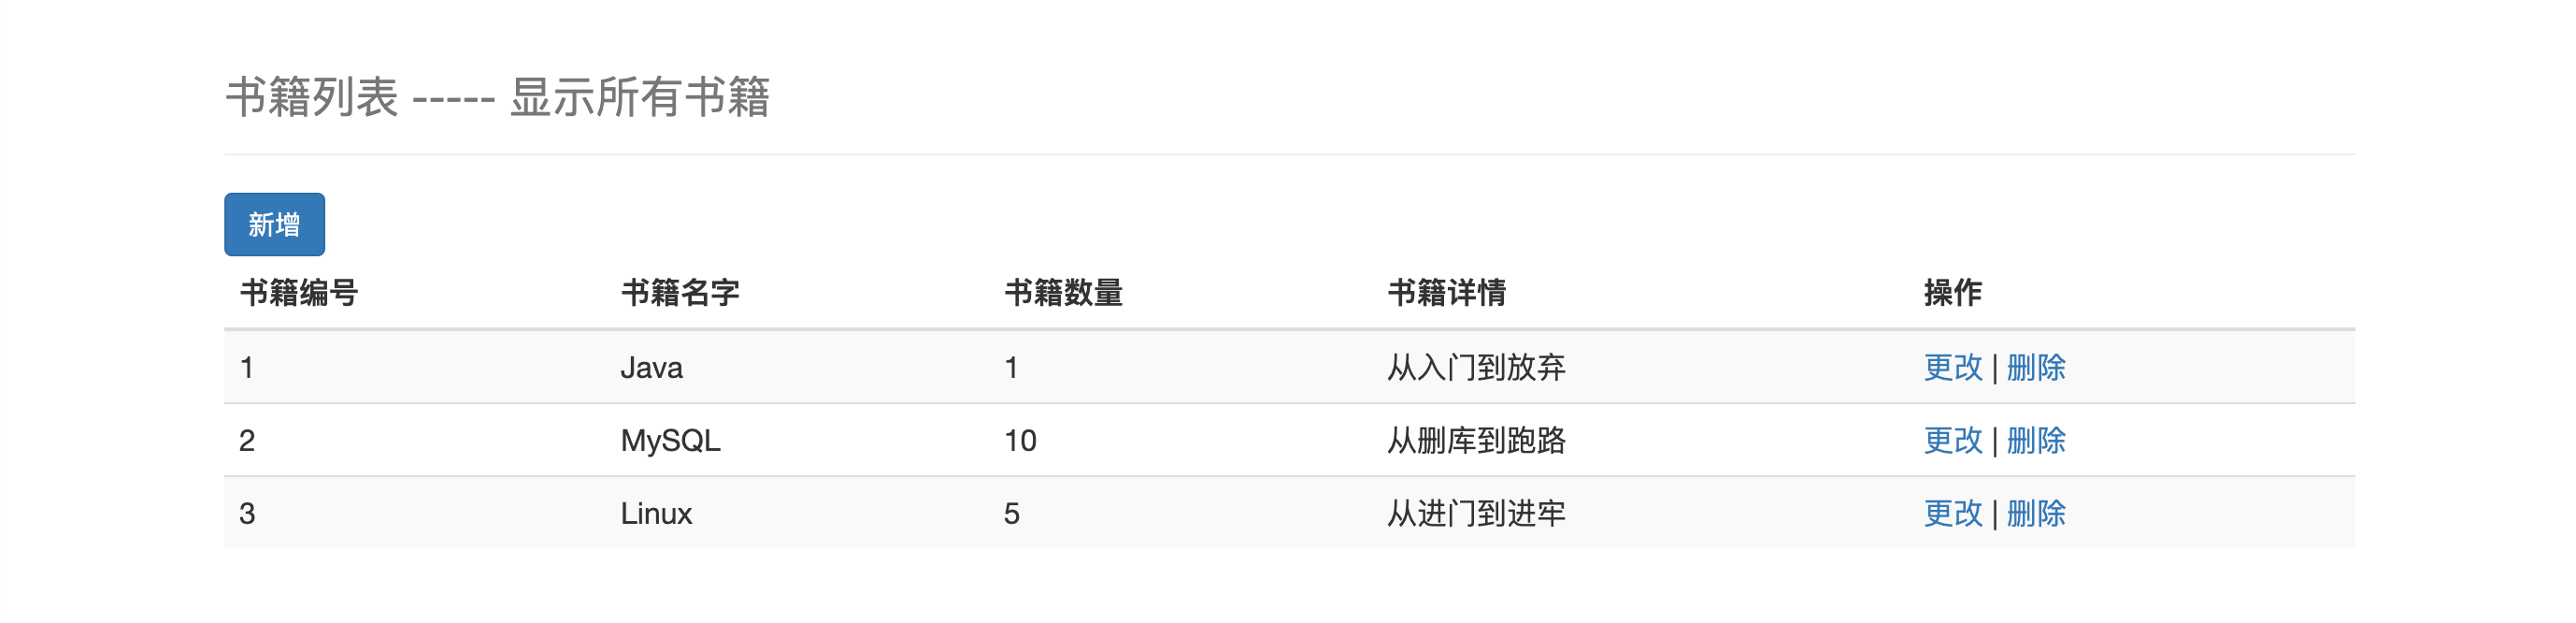 书籍列表 ----- 显示所有书籍
新增
书籍编号 书籍名字 书籍数量 书籍详情 操作
1 Java 1 从入门到放弃 更改 | 删除
2 MySQL 10 从删库到跑路 更改 | 删除
3 Linux 5 从进门到进牢 更改 | 删除